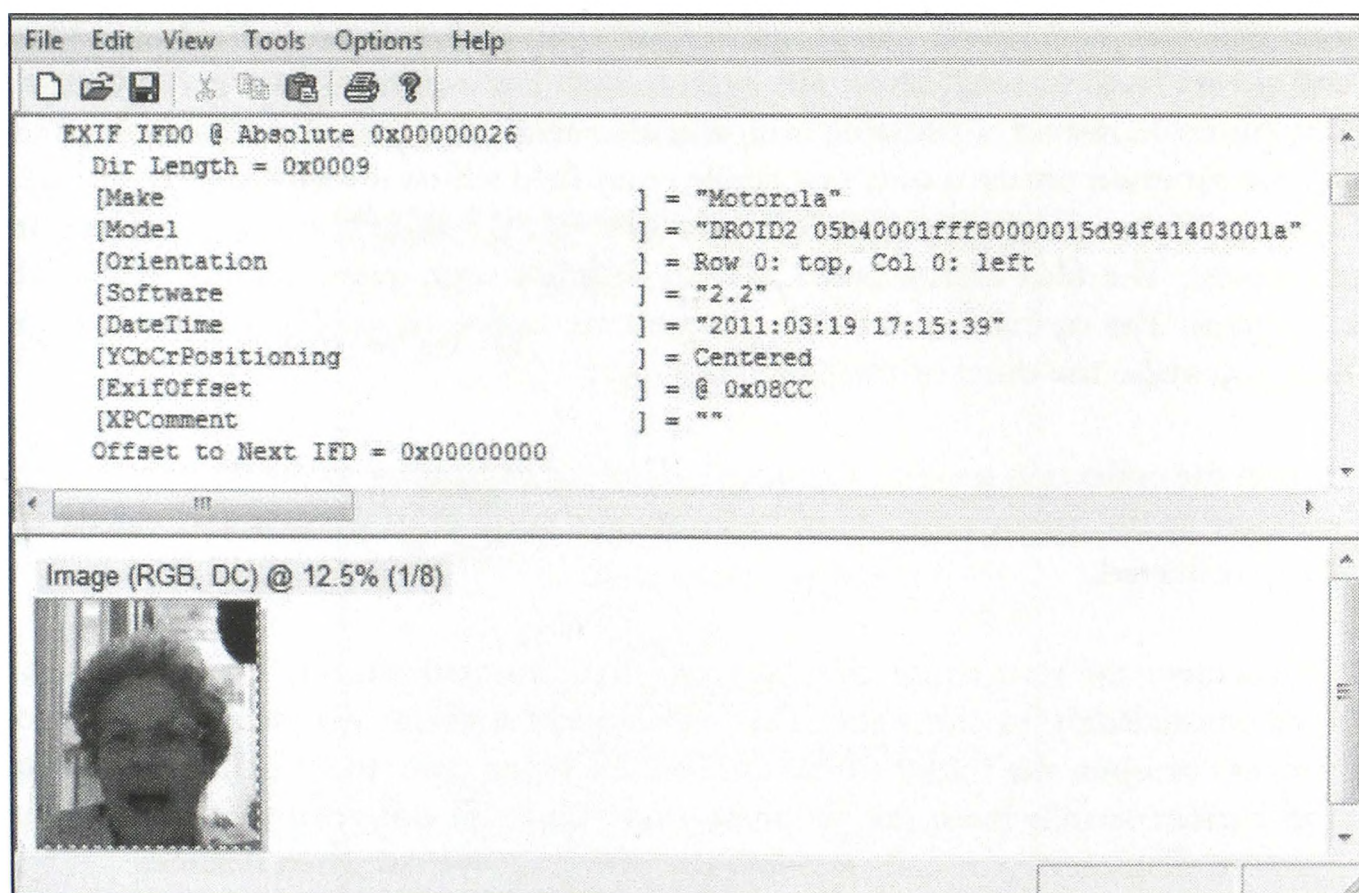 File Edit View Tools Options Help
EXIF IFD0 @ Absolute 0x00000026
Dir Length = 0x0009
[Make ] = "Motorola"
[Model ] = "DROID2 05b40001fff80000015d94f41403001a"
[Orientation ] = Row 0: top, Col 0: left
[Software ] = "2.2"
[DateTime ] = "2011:03:19 17:15:39"
[YCbCrPositioning ] = Centered
[ExifOffset ] = @ 0x08CC
[XPComment ] = ""
Offset to Next IFD = 0x00000000
Image (RGB, DC) @ 12.5% (1/8)